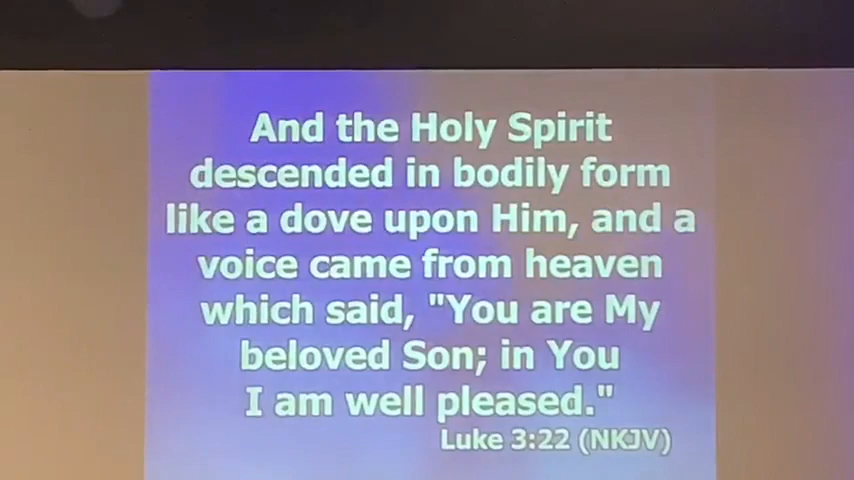 And the Holy Spirit
descended in bodily form
like a dove upon Him, and a
voice came from heaven
which said, "You are My
beloved Son; in You
I am well pleased."
Luke 3:22 (NKJV)